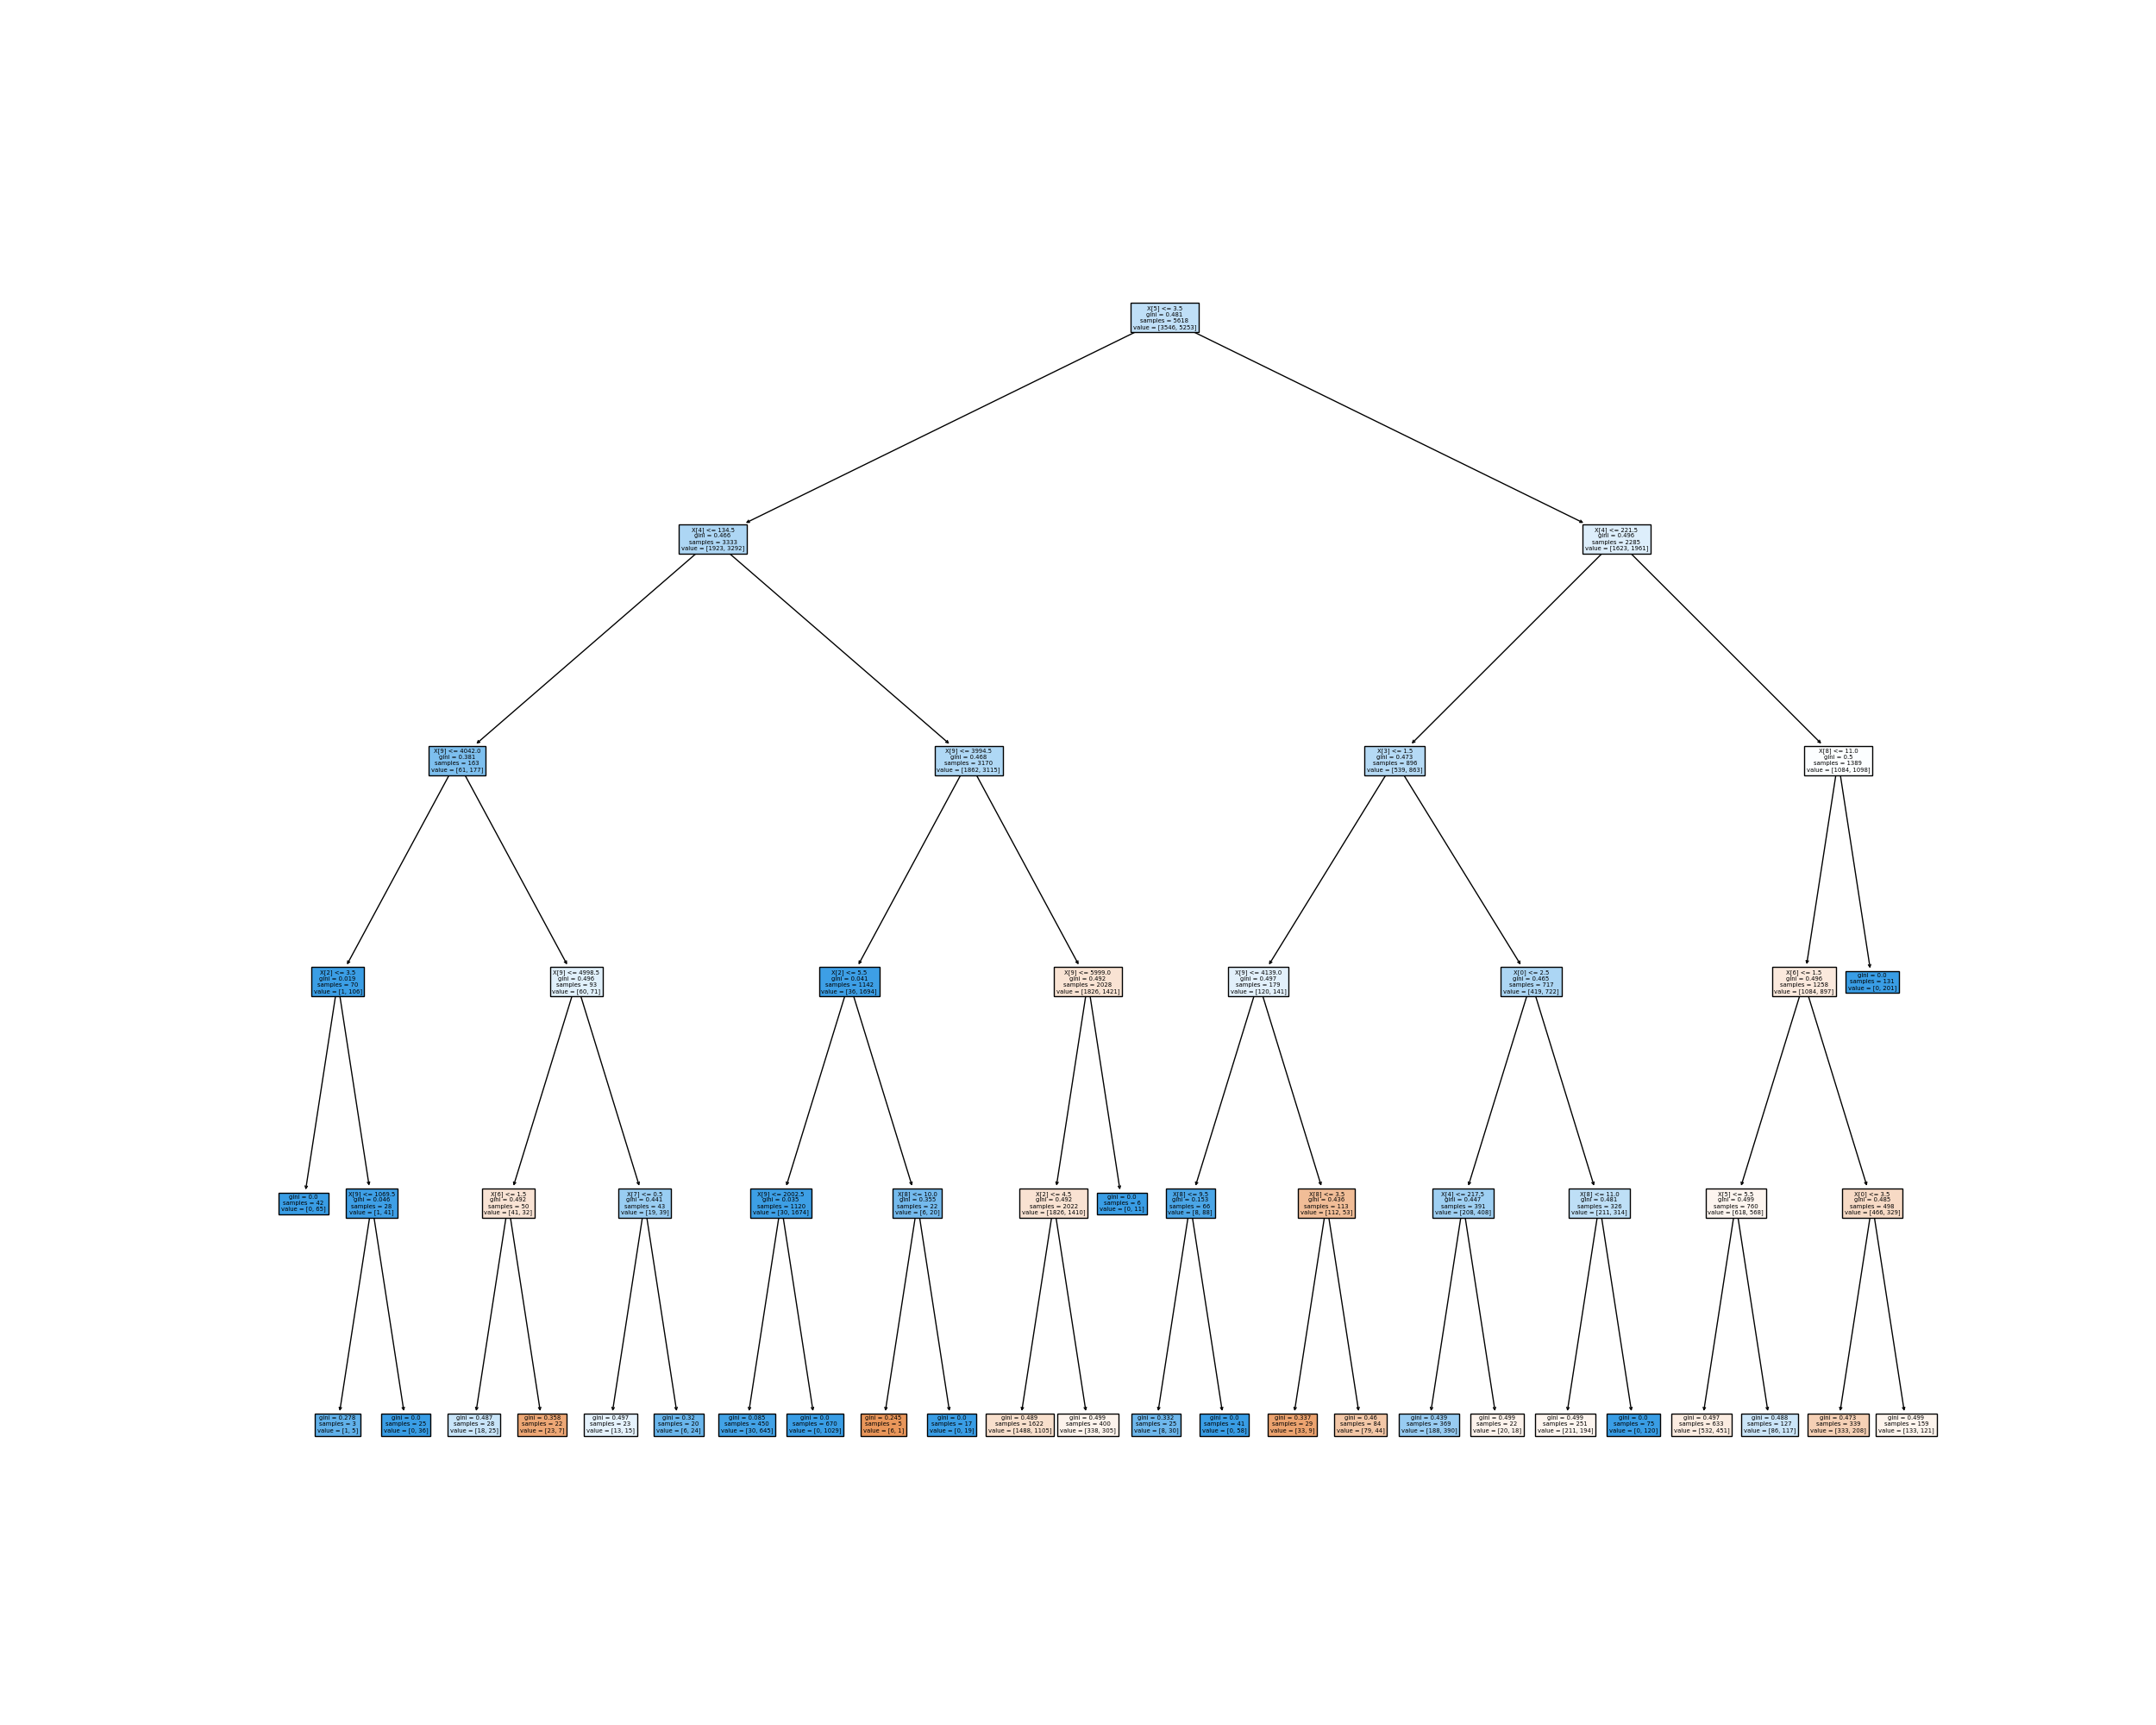 X[5] <= 3.5
gini = 0.481
samples = 5618
value = [3546, 5253]
X[4] <= 134.5
gini = 0.466
samples = 3333
value = [1923, 3292]
X[4] <= 221.5
gini = 0.496
samples = 2285
value = [1623, 1961]
X[9] <= 4042.0
gini = 0.381
samples = 163
value = [61, 177]
X[9] <= 3994.5
gini = 0.468
samples = 3170
value = [1862, 3115]
X[3] <= 1.5
gini = 0.473
samples = 896
value = [539, 863]
X[8] <= 11.0
gini = 0.5
samples = 1389
value = [1084, 1098]
X[2] <= 3.5
gini = 0.019
samples = 70
value = [1, 106]
X[9] <= 4998.5
gini = 0.496
samples = 93
value = [60, 71]
X[2] <= 5.5
gini = 0.041
samples = 1142
value = [36, 1694]
X[9] <= 5999.0
gini = 0.492
samples = 2028
value = [1826, 1421]
X[9] <= 4139.0
gini = 0.497
samples = 179
value = [120, 141]
X[0] <= 2.5
gini = 0.465
samples = 717
value = [419, 722]
X[6] <= 1.5
gini = 0.496
samples = 1258
value = [1084, 897]
gini = 0.0
samples = 131
value = [0, 201]
gini = 0.0
samples = 42
value = [0, 65]
X[9] <= 1069.5
gini = 0.046
samples = 28
value = [1, 41]
X[6] <= 1.5
gini = 0.492
samples = 50
value = [41, 32]
X[7] <= 0.5
gini = 0.441
samples = 43
value = [19, 39]
X[9] <= 2002.5
gini = 0.035
samples = 1120
value = [30, 1674]
X[8] <= 10.0
gini = 0.355
samples = 22
value = [6, 20]
X[2] <= 4.5
gini = 0.492
samples = 2022
value = [1826, 1410]
gini = 0.0
samples = 6
value = [0, 11]
X[8] <= 9.5
gini = 0.153
samples = 66
value = [8, 88]
X[8] <= 3.5
gini = 0.436
samples = 113
value = [112, 53]
X[4] <= 217.5
gini = 0.447
samples = 391
value = [208, 408]
X[8] <= 11.0
gini = 0.481
samples = 326
value = [211, 314]
X[5] <= 5.5
gini = 0.499
samples = 760
value = [618, 568]
X[0] <= 3.5
gini = 0.485
samples = 498
value = [466, 329]
gini = 0.278
samples = 3
value = [1, 5]
gini = 0.0
samples = 25
value = [0, 36]
gini = 0.487
samples = 28
value = [18, 25]
gini = 0.358
samples = 22
value = [23, 7]
gini = 0.497
samples = 23
value = [13, 15]
gini = 0.32
samples = 20
value = [6, 24]
gini = 0.085
samples = 450
value = [30, 645]
gini = 0.0
samples = 670
value = [0, 1029]
gini = 0.245
samples = 5
value = [6, 1]
gini = 0.0
samples = 17
value = [0, 19]
gini = 0.489
samples = 1622
value = [1488, 1105]
gini = 0.499
samples = 400
value = [338, 305]
gini = 0.332
samples = 25
value = [8, 30]
gini = 0.0
samples = 41
value = [0, 58]
gini = 0.337
samples = 29
value = [33, 9]
gini = 0.46
samples = 84
value = [79, 44]
gini = 0.439
samples = 369
value = [188, 390]
gini = 0.499
samples = 22
value = [20, 18]
gini = 0.499
samples = 251
value = [211, 194]
gini = 0.0
samples = 75
value = [0, 120]
gini = 0.497
samples = 633
value = [532, 451]
gini = 0.488
samples = 127
value = [86, 117]
gini = 0.473
samples = 339
value = [333, 208]
gini = 0.499
samples = 159
value = [133, 121]